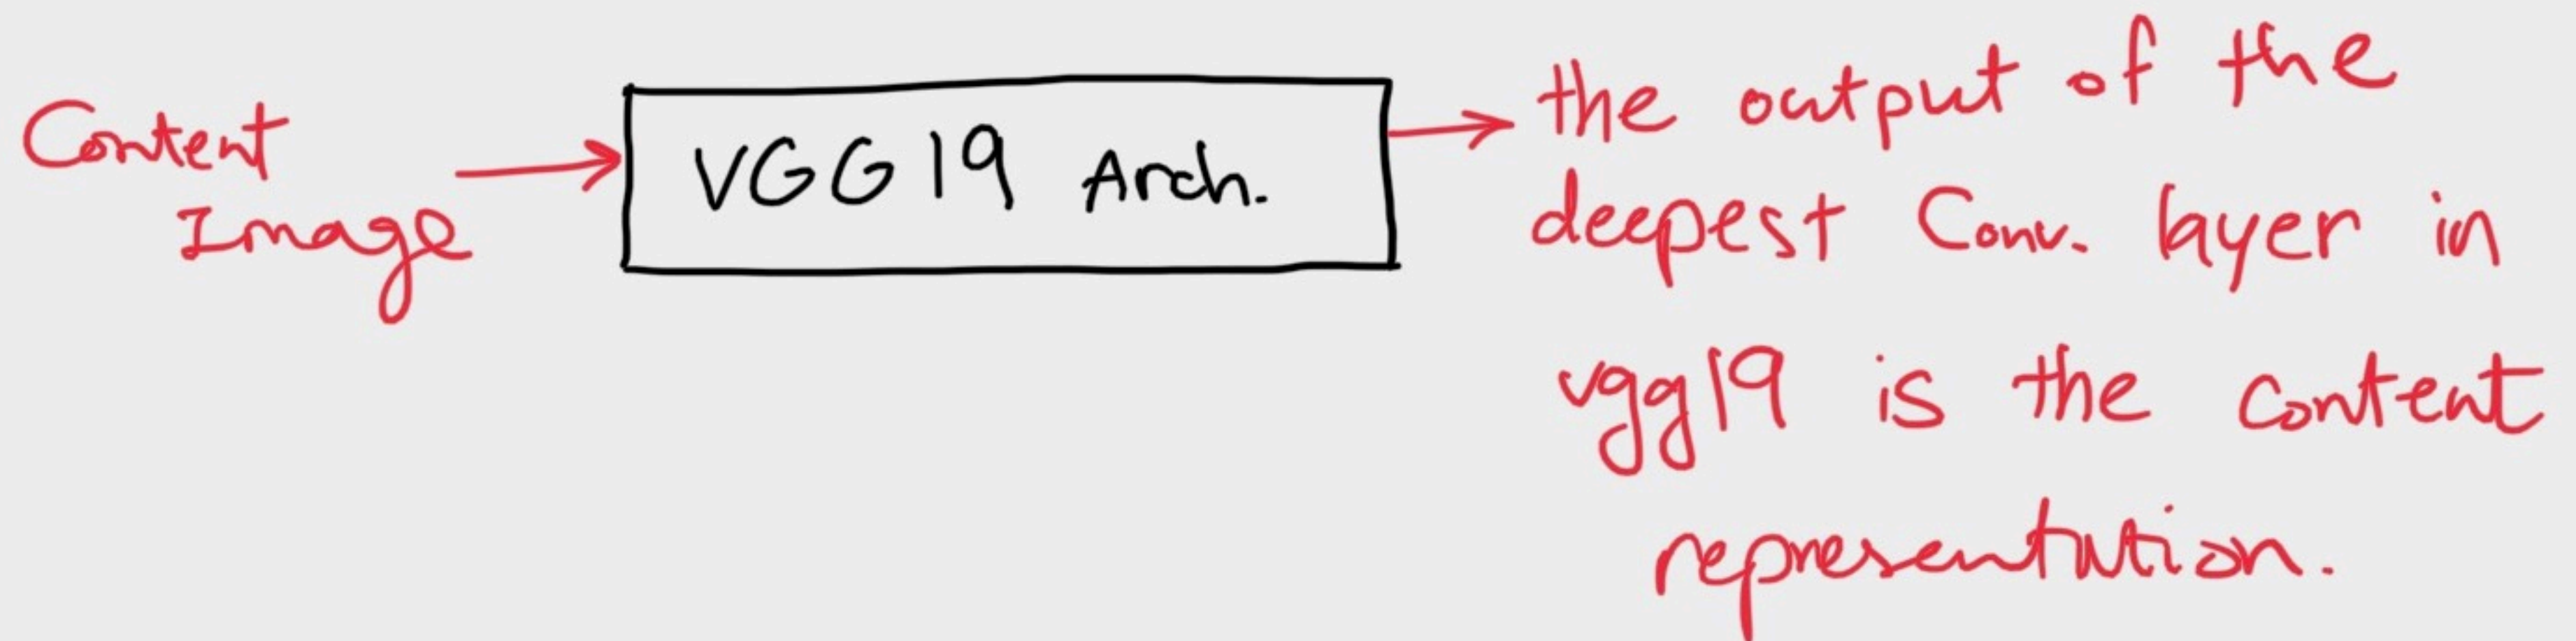 Content
Image
VGG19 Arch.
the output of the
deepest Conv. layer in
vgg19 is the content
representation.